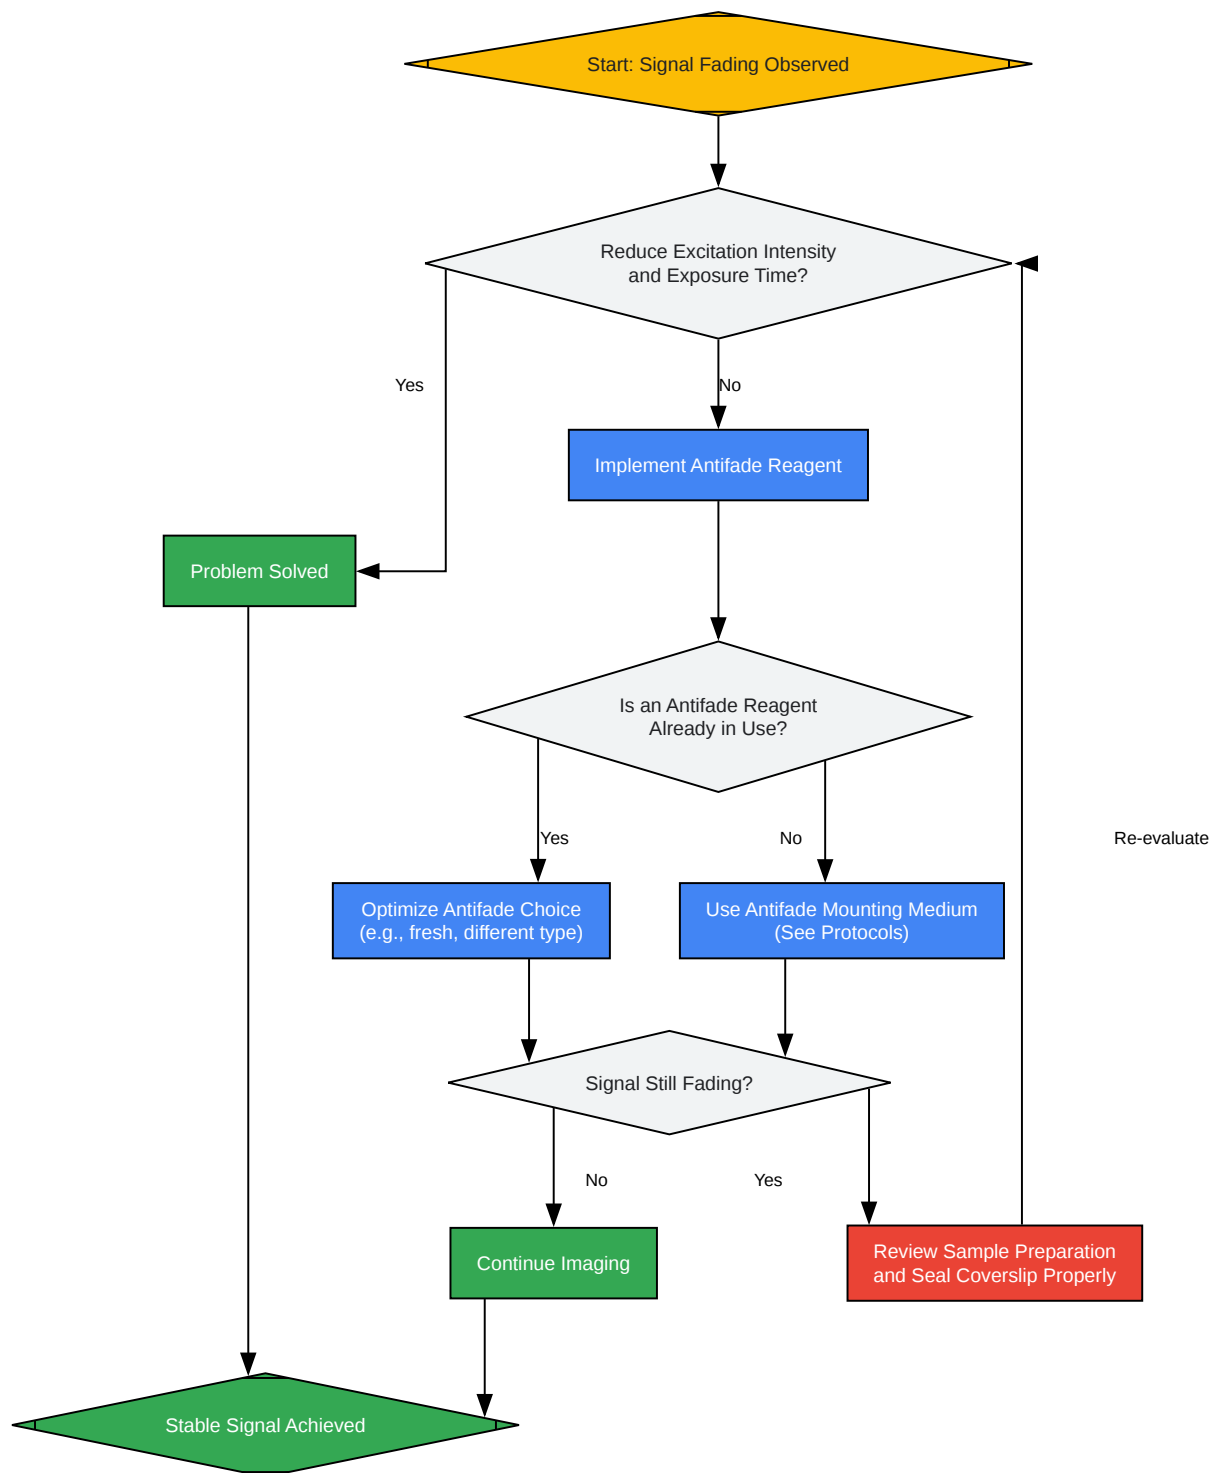 Start: Signal Fading Observed
Reduce Excitation Intensity
and Exposure Time?
Yes
No
Implement Antifade Reagent
Problem Solved
Is an Antifade Reagent
Already in Use?
Yes
No
Re-evaluate
Optimize Antifade Choice
(e.g., fresh, different type)
Use Antifade Mounting Medium
(See Protocols)
Signal Still Fading?
No
Yes
Continue Imaging
Review Sample Preparation
and Seal Coverslip Properly
Stable Signal Achieved